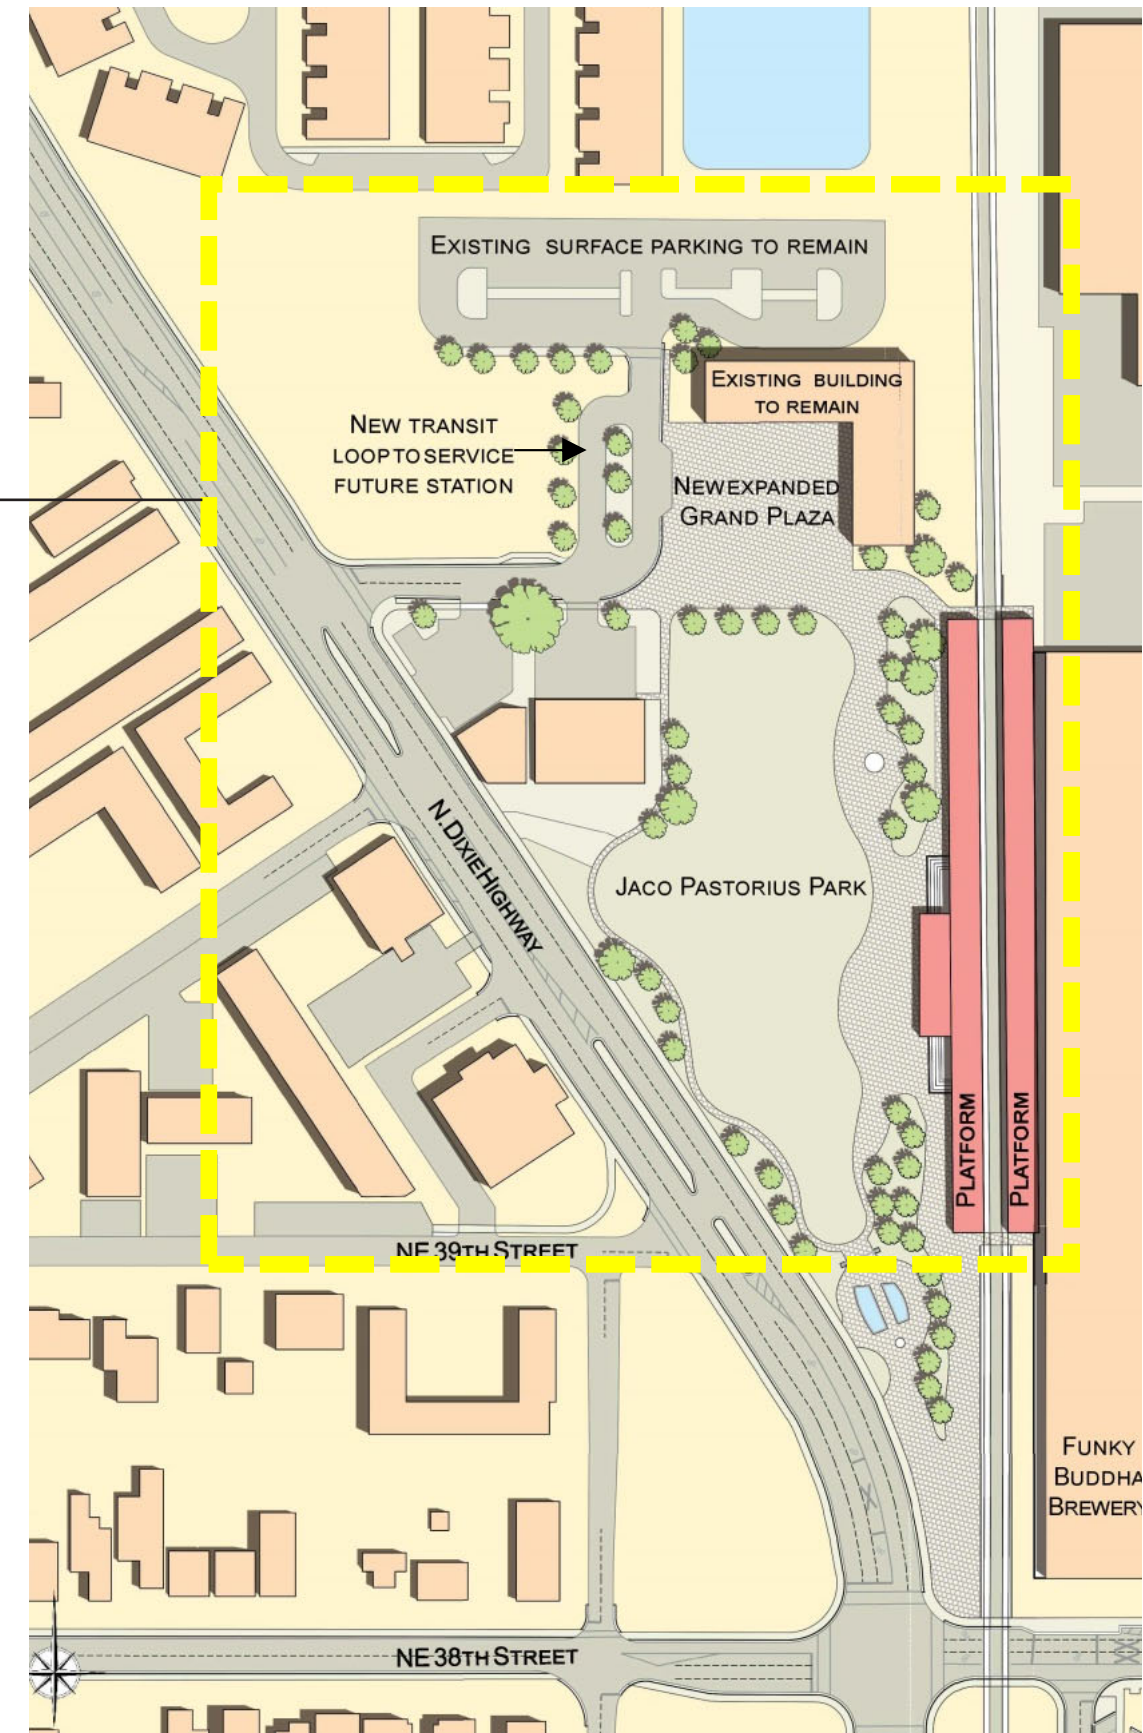 EXISTING SURFACE PARKING TO REMAIN
EXISTING BUILDING
TO REMAIN
NEW TRANSIT
LOOP TO SERVICE
FUTURE STATION
NEW EXPANDED
GRAND PLAZA
N. DIXIE HIGHWAY
JACO PASTORIUS PARK
PLATFORM
PLATFORM
NE 39TH STREET
FUNKY
BUDDHA
BREWERY
NE 38TH STREET